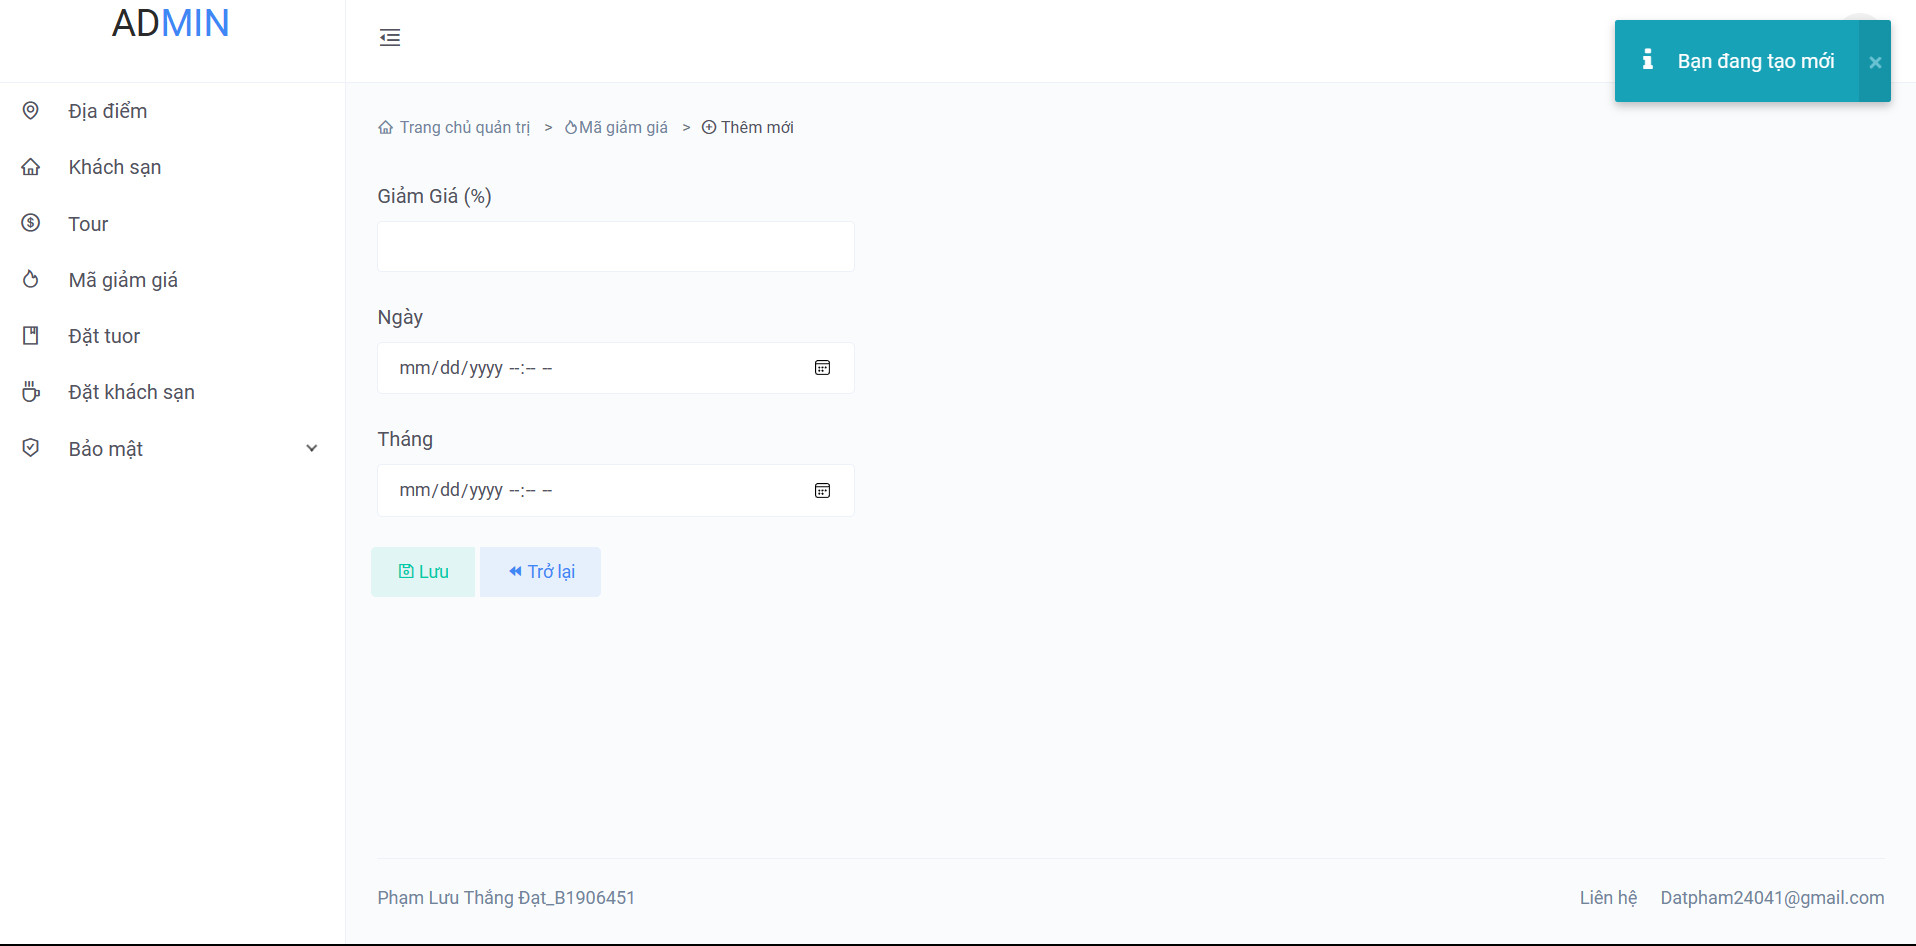 ADMIN
Bạn đang tạo mới ×
Địa điểm
Khách sạn
Tour
Mã giảm giá
Đặt tuor
Đặt khách sạn
Bảo mật
Trang chủ quản trị > Mã giảm giá > Thêm mới
Giảm Giá (%)
Ngày
mm/dd/yyyy --:-- --
Tháng
mm/dd/yyyy --:-- --
Lưu Trở lại
Phạm Lưu Thắng Đạt_B1906451
Liên hệ Datpham24041@gmail.com